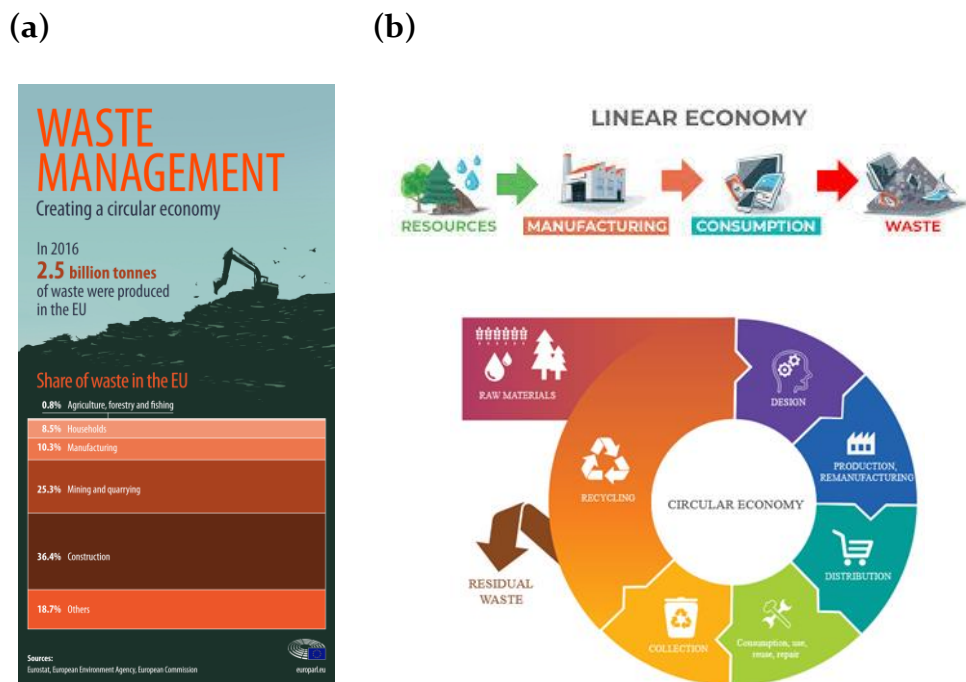 (a)
WASTE
MANAGEMENT
Creating a circular economy
In 2016
2.5 billion tonnes
of waste were produced
in the EU
Share of waste in the EU
0.8% Agriculture, forestry and fishing
8.5% Households
10.3% Manufacturing
25.3% Mining and quarrying
36.4% Construction
18.7% Others
Sources:
Eurostat, European Environment Agency, European Commission
europarl.eu
(b)
LINEAR ECONOMY
RESOURCES
MANUFACTURING
CONSUMPTION
WASTE
RAW MATERIALS
DESIGN
PRODUCTION,
REMANUFACTURING
DISTRIBUTION
Consumption, use,
reuse, repair
COLLECTION
RECYCLING
RESIDUAL
WASTE
CIRCULAR ECONOMY